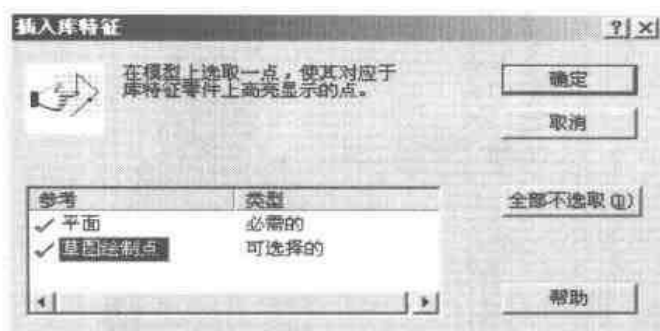 插入库特征
在模型上选取一点，使其对应于
库特征零件上高亮显示的点。
确定
取消
参考 类型
平面 必需的
草图绘制点 可选择的
全部不选取(D)
帮助